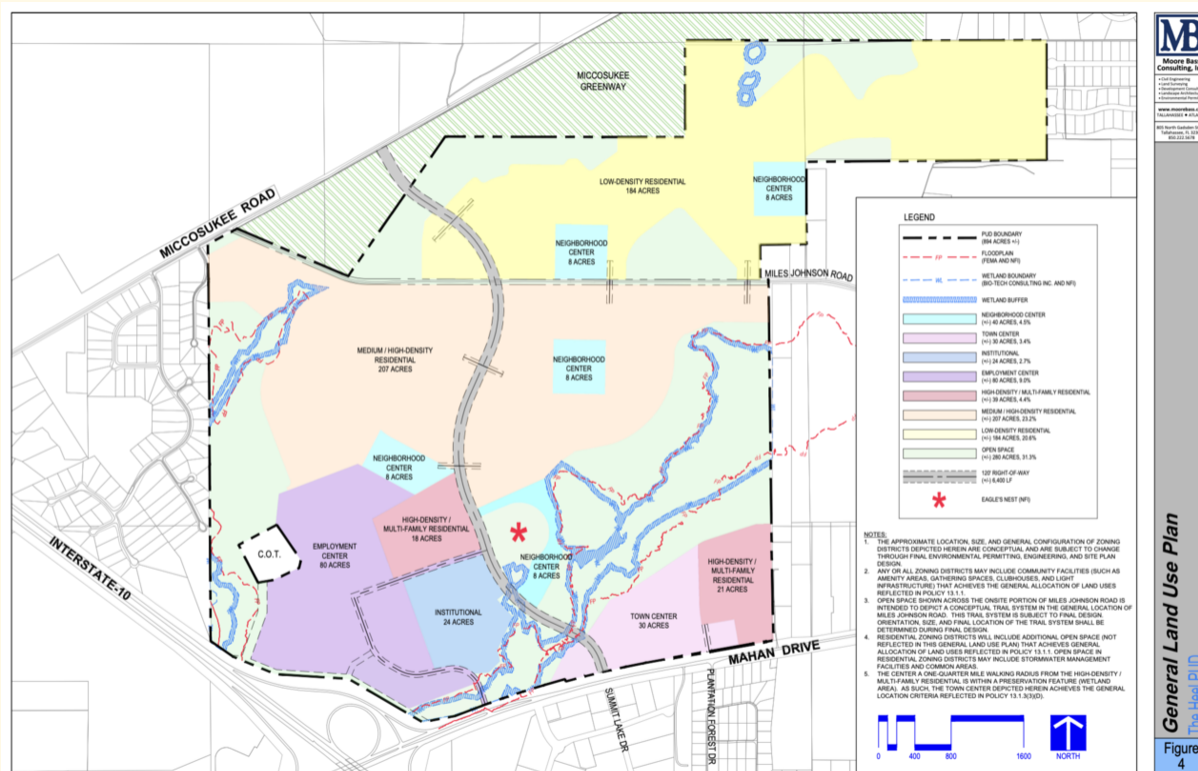 MICCOSUKEE
GREENWAY
MICCOSUKEE ROAD
LOW-DENSITY RESIDENTIAL
184 ACRES
NEIGHBORHOOD
CENTER
8 ACRES
NEIGHBORHOOD
CENTER
8 ACRES
MILES JOHNSON ROAD
MEDIUM / HIGH-DENSITY
RESIDENTIAL
207 ACRES
NEIGHBORHOOD
CENTER
8 ACRES
NEIGHBORHOOD
CENTER
8 ACRES
HIGH-DENSITY /
MULTI-FAMILY RESIDENTIAL
18 ACRES
C.O.T.
EMPLOYMENT
CENTER
80 ACRES
INTERSTATE-10
NEIGHBORHOOD
CENTER
8 ACRES
INSTITUTIONAL
24 ACRES
HIGH-DENSITY /
MULTI-FAMILY
RESIDENTIAL
21 ACRES
TOWN CENTER
30 ACRES
MAHAN DRIVE
SUMMIT LAKE DR
PLANTATION FOREST DR
LEGEND
PUD BOUNDARY
(894 ACRES +/-)
FP
FLOODPLAIN
(FEMA AND NFI)
WL
WETLAND BOUNDARY
(BIO-TECH CONSULTING INC. AND NFI)
WETLAND BUFFER
NEIGHBORHOOD CENTER
(+/-) 40 ACRES, 4.5%
TOWN CENTER
(+/-) 30 ACRES, 3.4%
INSTITUTIONAL
(+/-) 24 ACRES, 2.7%
EMPLOYMENT CENTER
(+/-) 80 ACRES, 9.0%
HIGH-DENSITY / MULTI-FAMILY RESIDENTIAL
(+/-) 39 ACRES, 4.4%
MEDIUM / HIGH-DENSITY RESIDENTIAL
(+/-) 207 ACRES, 23.2%
LOW-DENSITY RESIDENTIAL
(+/-) 184 ACRES, 20.6%
OPEN SPACE
(+/-) 280 ACRES, 31.3%
120' RIGHT-OF-WAY
(+/-) 6,400 LF
EAGLE'S NEST (NFI)
NOTES:
1. THE APPROXIMATE LOCATION, SIZE, AND GENERAL CONFIGURATION OF ZONING
DISTRICTS DEPICTED HEREIN ARE CONCEPTUAL AND ARE SUBJECT TO CHANGE
THROUGH FINAL ENVIRONMENTAL PERMITTING, ENGINEERING, AND SITE PLAN
DESIGN.
2. ANY OR ALL ZONING DISTRICTS MAY INCLUDE COMMUNITY FACILITIES (SUCH AS
AMENITY AREAS, GATHERING SPACES, CLUBHOUSES, AND LIGHT
INFRASTRUCTURE) THAT ACHIEVES THE GENERAL ALLOCATION OF LAND USES
REFLECTED IN POLICY 13.1.1.
3. OPEN SPACE SHOWN ACROSS THE ONSITE PORTION OF MILES JOHNSON ROAD IS
INTENDED TO DEPICT A CONCEPTUAL TRAIL SYSTEM IN THE GENERAL LOCATION OF
MILES JOHNSON ROAD. THIS TRAIL SYSTEM IS SUBJECT TO FINAL DESIGN.
ORIENTATION, SIZE, AND FINAL LOCATION OF THE TRAIL SYSTEM SHALL BE
DETERMINED DURING FINAL DESIGN.
4. RESIDENTIAL ZONING DISTRICTS WILL INCLUDE ADDITIONAL OPEN SPACE (NOT
REFLECTED IN THIS GENERAL LAND USE PLAN) THAT ACHIEVES GENERAL
ALLOCATION OF LAND USES REFLECTED IN POLICY 13.1.1. OPEN SPACE IN
RESIDENTIAL ZONING DISTRICTS MAY INCLUDE STORMWATER MANAGEMENT
FACILITIES AND COMMON AREAS.
5. THE CENTER A ONE-QUARTER MILE WALKING RADIUS FROM THE HIGH-DENSITY /
MULTI-FAMILY RESIDENTIAL IS WITHIN A PRESERVATION FEATURE (WETLAND
AREA). AS SUCH, THE TOWN CENTER DEPICTED HEREIN ACHIEVES THE GENERAL
LOCATION CRITERIA REFLECTED IN POLICY 13.1.3(3)(D).
0 400 800 1600
NORTH
MB
Moore Bas
Consulting, I
General Land Use Plan
The Heel PUD
Figure
4